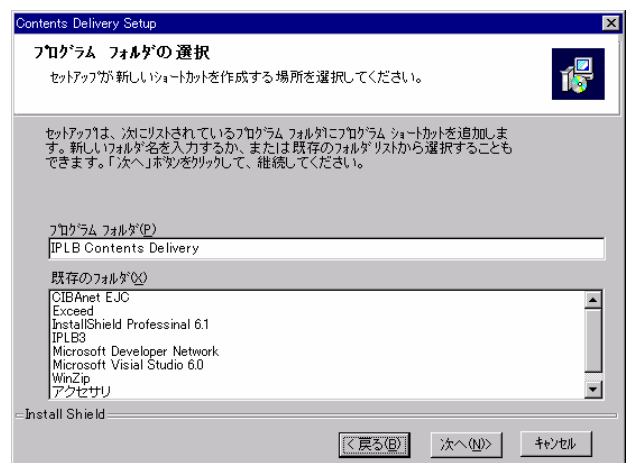 Contents Delivery Setup
プログラム フォルダの選択
セットアップが新しいショートカットを作成する場所を選択してください。
セットアップは、次にリストされているプログラム フォルダにプログラム ショートカットを追加しま
す。新しいフォルダ名を入力するか、または既存のフォルダ リストから選択することも
できます。「次へ」ボタンをクリックして、継続してください。
プログラム フォルダ(P)
IPLB Contents Delivery
既存のフォルダ(X)
CIBAnet EJC
Exceed
InstallShield Professinal 6.1
IPLB3
Microsoft Developer Network
Microsoft Visial Studio 6.0
WinZip
アクセサリ
Install Shield
< 戻る(B)
次へ(N)>
キャンセル